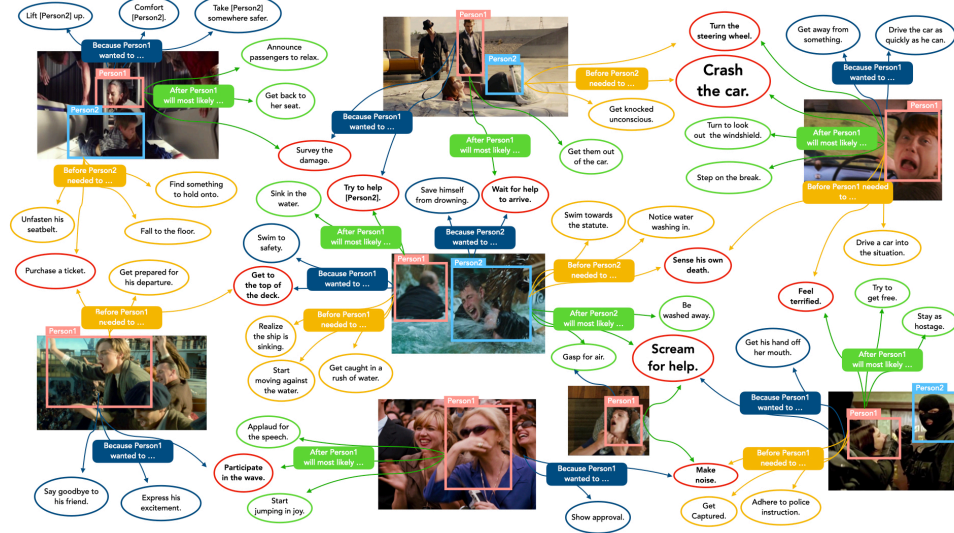 Lift [Person2] up.
Comfort
[Person2].
Take [Person2]
somewhere safer.
Because Person1
wanted to ...
Person1
Person2
Announce
passengers to relax.
After Person1
will most likely ...
Get back to
her seat.
Survey the
damage.
Before Person2
needed to ...
Find something
to hold onto.
Unfasten his
seatbelt.
Fall to the floor.
Purchase a ticket.
Person1
Person2
Because Person1
wanted to ...
Before Person2
needed to ...
Turn the
steering wheel.
Crash
the car.
Get knocked
unconscious.
After Person1
will most likely ...
Get them out
of the car.
Try to help
[Person2].
Wait for help
to arrive.
Get away from
something.
Drive the car as
quickly as he can.
Because Person1
wanted to ...
Person1
Turn to look
out the windshield.
After Person1
will most likely ...
Step on the break.
Before Person1 needed
to ...
Drive a car into
the situation.
Feel
terrified.
Sense his own
death.
Sink in the
water.
After Person1
will most likely ...
Save himself
from drowning.
Because Person2
wanted to ...
Swim to
safety.
Because Person1
wanted to ...
Get to
the top of
the deck.
Person1
Person2
Swim towards
the statute.
Notice water
washing in.
Before Person2
needed to ...
Before Person1
needed to ...
Realize
the ship is
sinking.
Start
moving against
the water.
Get caught in a
rush of water.
After Person2
will most likely ...
Be
washed away.
Gasp for air.
Scream
for help.
Get prepared for
his departure.
Before Person1
needed to ...
Person1
Because Person1
wanted to ...
Say goodbye to
his friend.
Express his
excitement.
Participate
in the wave.
Applaud for
the speech.
After Person1
will most likely ...
Start
jumping in joy.
Person1
Because Person1
wanted to ...
Show approval.
Make
noise.
Person1
Get his hand off
her mouth.
Because Person1
wanted to ...
Try to
get free.
Stay as
hostage.
After Person1
will most likely ...
Person1
Person2
Before Person1
needed to ...
Get
Captured.
Adhere to police
instruction.